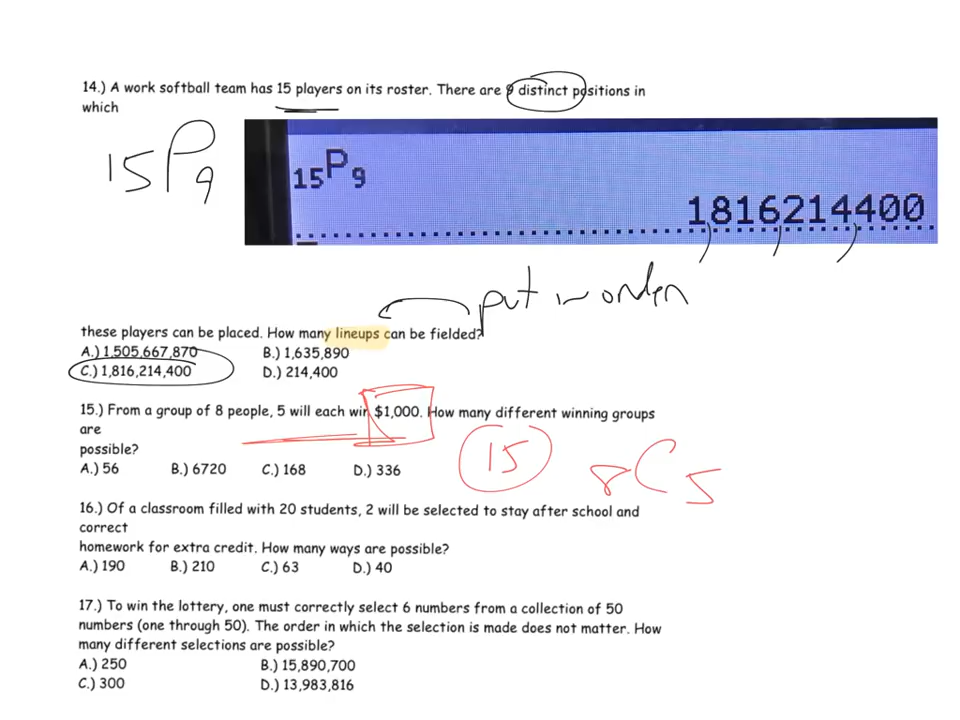 14.) A work softball team has 15 players on its roster. There are 9 distinct positions in
which
15P9
15P9
1816214400
put in order
these players can be placed. How many lineups can be fielded?
A.) 1,505,667,870 B.) 1,635,890
C.) 1,816,214,400 D.) 214,400
15.) From a group of 8 people, 5 will each win $1,000. How many different winning groups
are
possible?
A.) 56 B.) 6720 C.) 168 D.) 336
15
8C5
16.) Of a classroom filled with 20 students, 2 will be selected to stay after school and
correct
homework for extra credit. How many ways are possible?
A.) 190 B.) 210 C.) 63 D.) 40
17.) To win the lottery, one must correctly select 6 numbers from a collection of 50
numbers (one through 50). The order in which the selection is made does not matter. How
many different selections are possible?
A.) 250 B.) 15,890,700
C.) 300 D.) 13,983,816